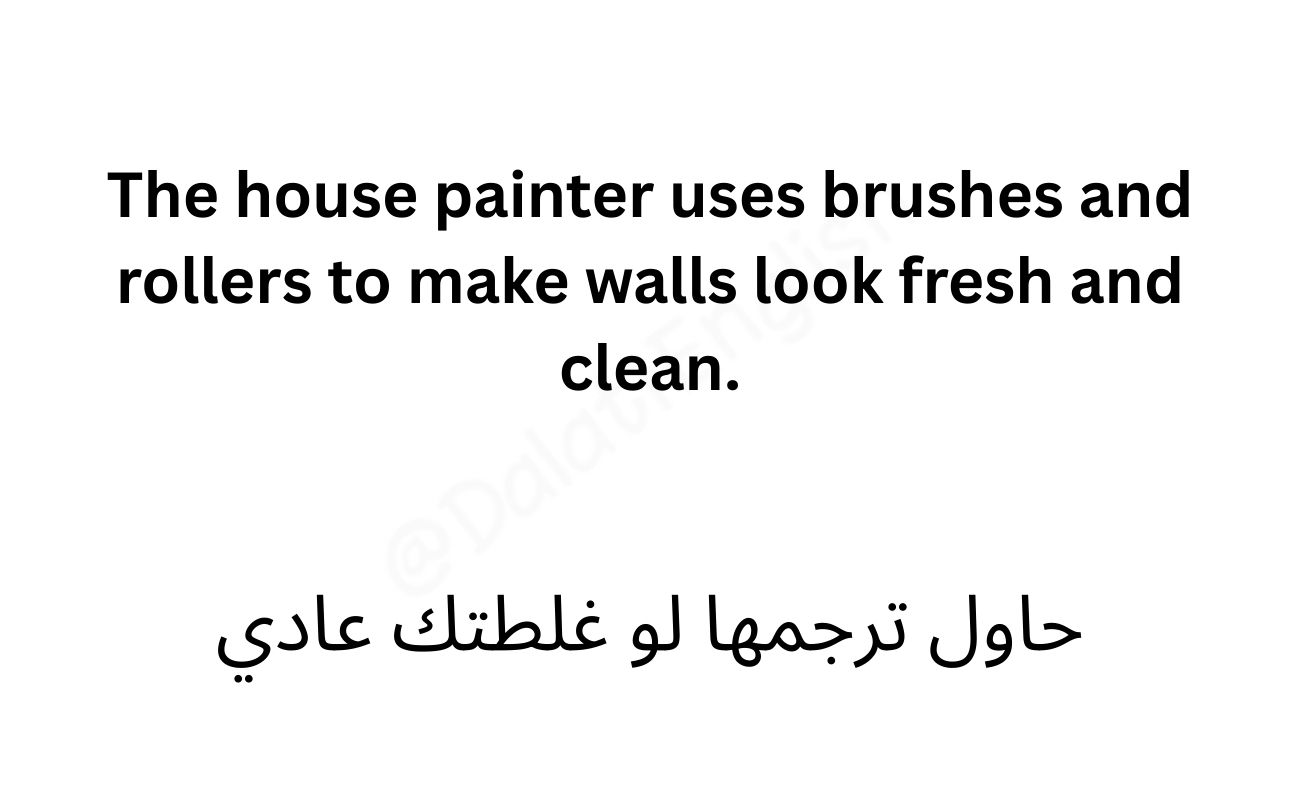 The house painter uses brushes and
rollers to make walls look fresh and
clean.
@DalatEnglish
حاول ترجمها لو غلطتك عادي